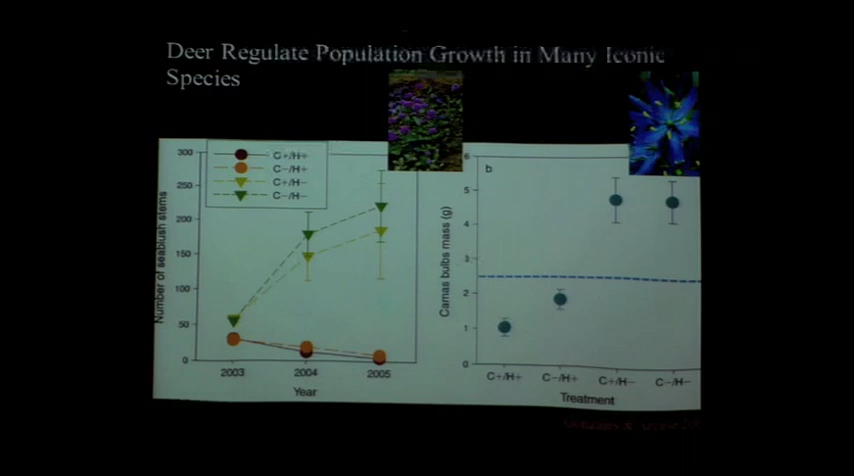 Deer Regulate Population Growth in Many Iconic
Species
C+/H+
C−/H+
C+/H−
C−/H−
Number of seablush stems
300
250
200
150
100
50
0
2003
2004
2005
Year
b
Camas bulbs mass (g)
6
5
4
3
2
1
0
C+/H+
C−/H+
C+/H−
C−/H−
Treatment